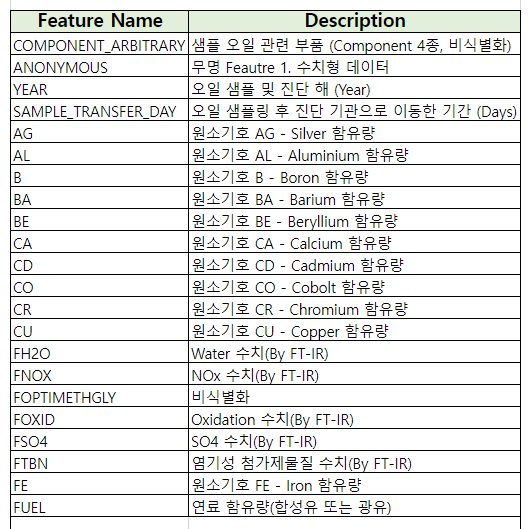 Feature Name Description
COMPONENT_ARBITRARY 샘플 오일 관련 부품 (Component 4종, 비식별화)
ANONYMOUS 무명 Feautre 1. 수치형 데이터
YEAR 오일 샘플 및 진단 해 (Year)
SAMPLE_TRANSFER_DAY 오일 샘플링 후 진단 기관으로 이동한 기간 (Days)
AG 원소기호 AG - Silver 함유량
AL 원소기호 AL - Aluminium 함유량
B 원소기호 B - Boron 함유량
BA 원소기호 BA - Barium 함유량
BE 원소기호 BE - Beryllium 함유량
CA 원소기호 CA - Calcium 함유량
CD 원소기호 CD - Cadmium 함유량
CO 원소기호 CO - Cobolt 함유량
CR 원소기호 CR - Chromium 함유량
CU 원소기호 CU - Copper 함유량
FH2O Water 수치(By FT-IR)
FNOX NOx 수치(By FT-IR)
FOPTIMETHGLY 비식별화
FOXID Oxidation 수치(By FT-IR)
FSO4 SO4 수치(By FT-IR)
FTBN 염기성 첨가제물질 수치(By FT-IR)
FE 원소기호 FE - Iron 함유량
FUEL 연료 함유량(합성유 또는 광유)